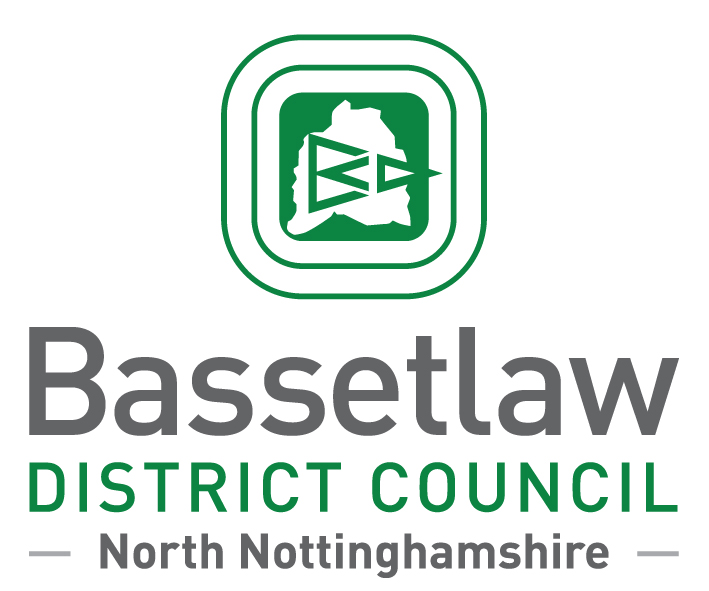 Bassetlaw
DISTRICT COUNCIL
North Nottinghamshire